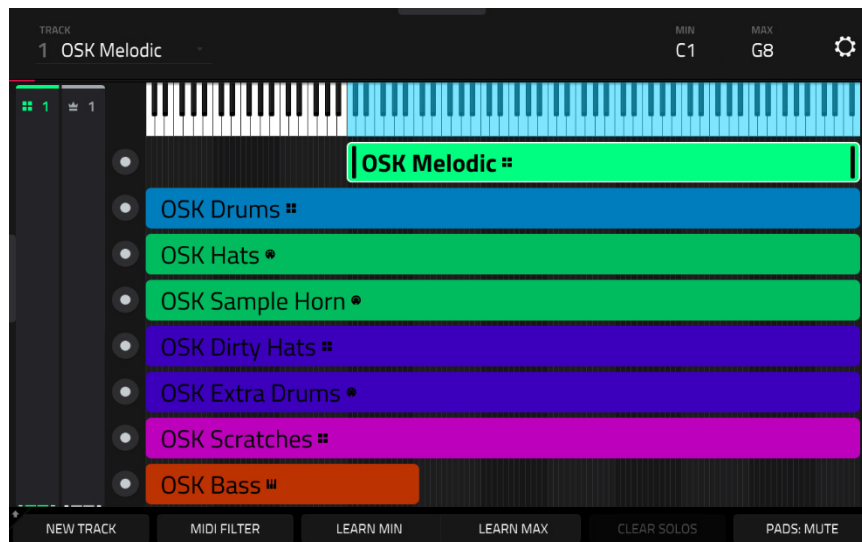 TRACK
1 OSK Melodic
MIN
C1
MAX
G8
1
1
OSK Melodic
OSK Drums
OSK Hats
OSK Sample Horn
OSK Dirty Hats
OSK Extra Drums
OSK Scratches
OSK Bass
NEW TRACK
MIDI FILTER
LEARN MIN
LEARN MAX
CLEAR SOLOS
PADS: MUTE